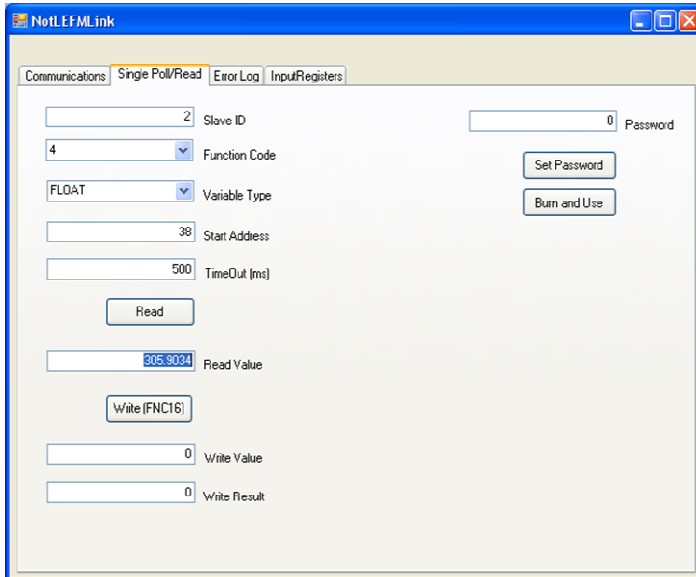 NotLEFMLink
Communications Single Poll/Read Error Log InputRegisters
2 Slave ID
0 Password
4 Function Code
Set Password
FLOAT Variable Type
Burn and Use
38 Start Address
500 TimeOut (ms)
Read
305.9034 Read Value
Write (FNC16)
0 Write Value
0 Write Result